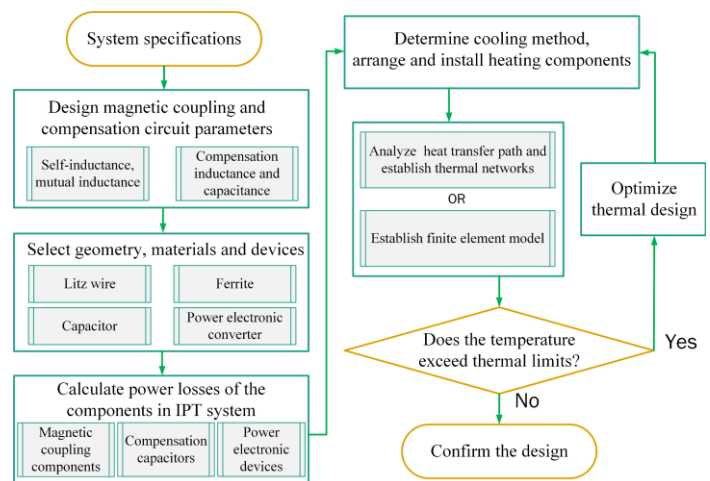 System specifications
Design magnetic coupling and
compensation circuit parameters
Self-inductance,
mutual inductance
Compensation
inductance and
capacitance
Select geometry, materials and devices
Litz wire
Ferrite
Capacitor
Power electronic
converter
Calculate power losses of the
components in IPT system
Magnetic
coupling
components
Compensation
capacitors
Power
electronic
devices
Determine cooling method,
arrange and install heating components
Analyze heat transfer path and
establish thermal networks
OR
Establish finite element model
Optimize
thermal design
Does the temperature
exceed thermal limits?
Yes
No
Confirm the design